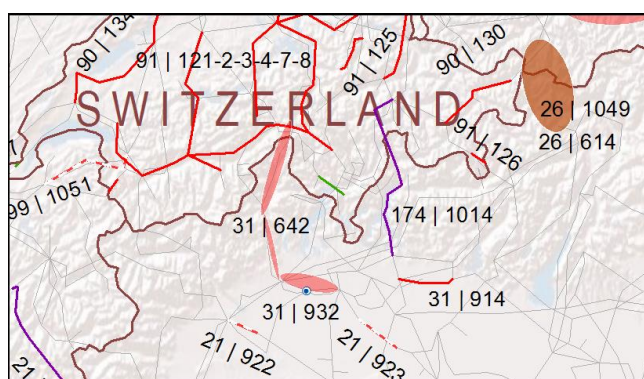 90 | 134
91 | 121-2-3-4-7-8
91 | 125
90 | 130
SWITZERLAND
26 | 1049
26 | 614
91 | 126
99 | 1051
31 | 642
174 | 1014
31 | 932
31 | 914
21 | 922
21 | 923
21 |